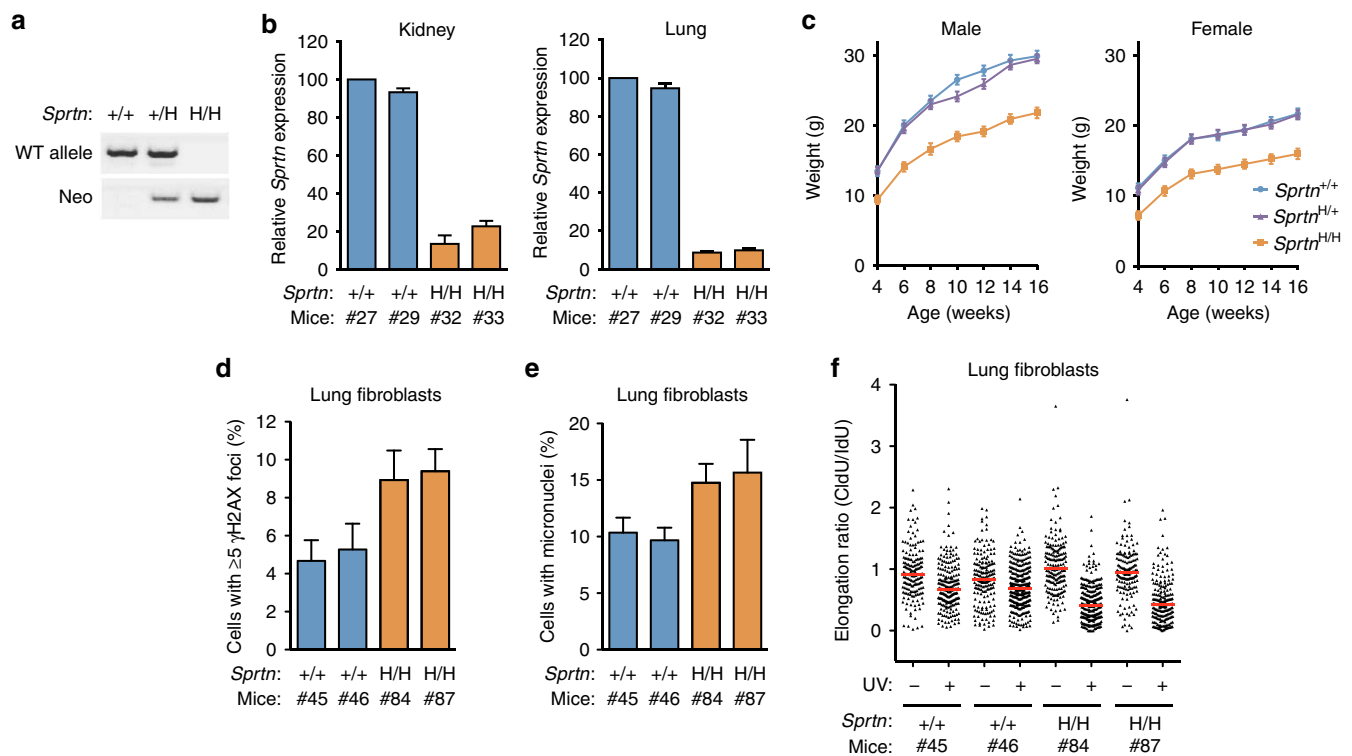 a
Sprtn: +/+ +/H H/H
WT allele
Neo
b
Kidney
Relative Sprtn expression
120
100
80
60
40
20
0
Sprtn: +/+ +/+ H/H H/H
Mice: #27 #29 #32 #33
Lung
Relative Sprtn expression
120
100
80
60
40
20
0
Sprtn: +/+ +/+ H/H H/H
Mice: #27 #29 #32 #33
c
Male
Weight (g)
30
20
10
0
4 6 8 10 12 14 16
Age (weeks)
Female
Weight (g)
30
20
10
0
4 6 8 10 12 14 16
Age (weeks)
Sprtn+/+
SprtnH/+
SprtnH/H
d
Lung fibroblasts
Cells with ≥5 γH2AX foci (%)
12
10
8
6
4
2
0
Sprtn: +/+ +/+ H/H H/H
Mice: #45 #46 #84 #87
e
Lung fibroblasts
Cells with micronuclei (%)
20
15
10
5
0
Sprtn: +/+ +/+ H/H H/H
Mice: #45 #46 #84 #87
f
Lung fibroblasts
Elongation ratio (CldU/IdU)
4
3
2
1
0
UV: – + – + – + – +
Sprtn: +/+ +/+ H/H H/H
Mice: #45 #46 #84 #87